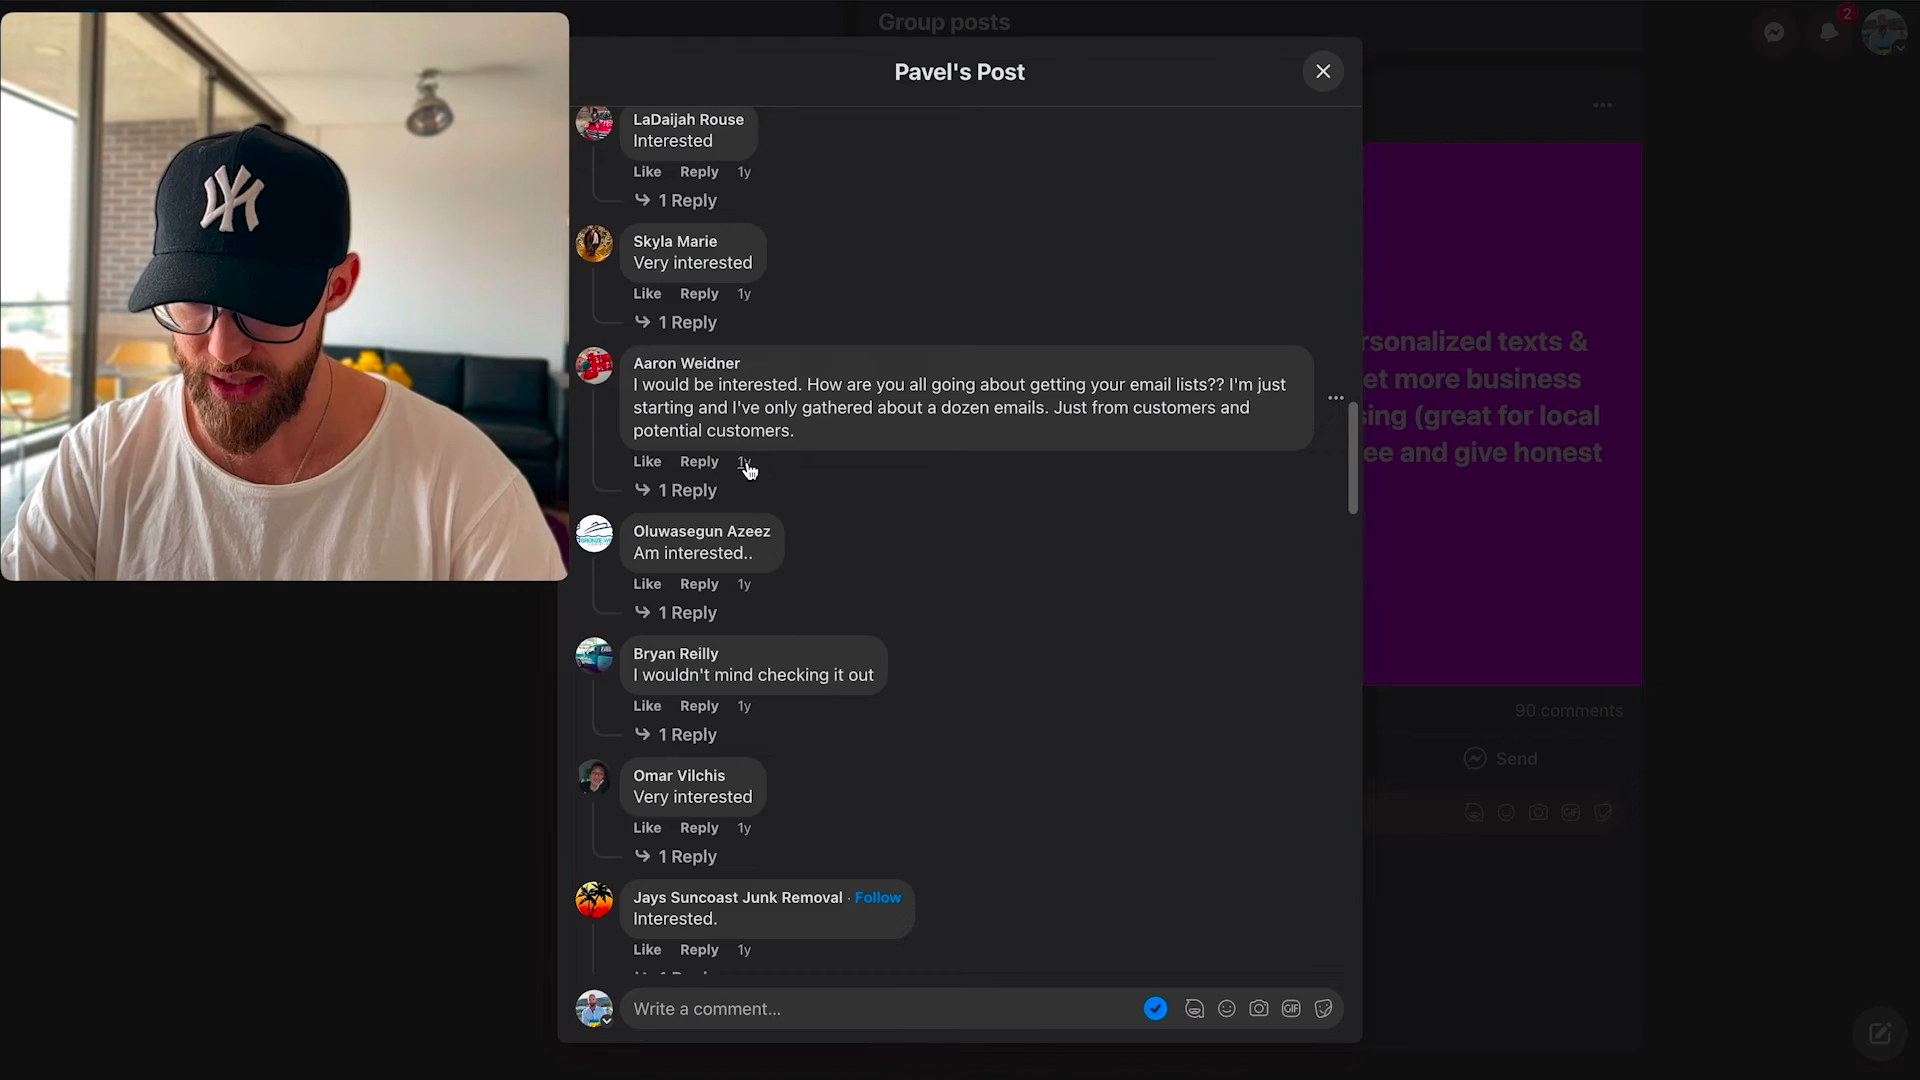 Group posts
2
Pavel's Post
LaDaijah Rouse
Interested
Like Reply 1y
1 Reply
Skyla Marie
Very interested
Like Reply 1y
1 Reply
Aaron Weidner
I would be interested. How are you all going about getting your email lists?? I'm just
starting and I've only gathered about a dozen emails. Just from customers and
potential customers.
Like Reply 1y
1 Reply
Oluwasegun Azeez
Am interested..
Like Reply 1y
1 Reply
Bryan Reilly
I wouldn't mind checking it out
Like Reply 1y
1 Reply
Omar Vilchis
Very interested
Like Reply 1y
1 Reply
Jays Suncoast Junk Removal · Follow
Interested.
Like Reply 1y
Write a comment...
GIF
rsonalized texts &
et more business
sing (great for local
ee and give honest
90 comments
Send
GIF
NY